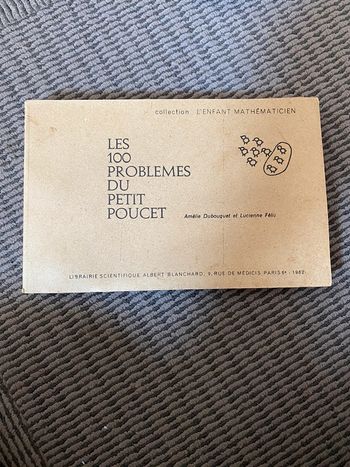 collection L'ENFANT MATHÉMATICIEN
LES
100
PROBLEMES
DU
PETIT
POUCET
Amélie Dubouquet et Lucienne Félix
LIBRAIRIE SCIENTIFIQUE ALBERT BLANCHARD, 9, RUE DE MÉDICIS PARIS 6e - 1962